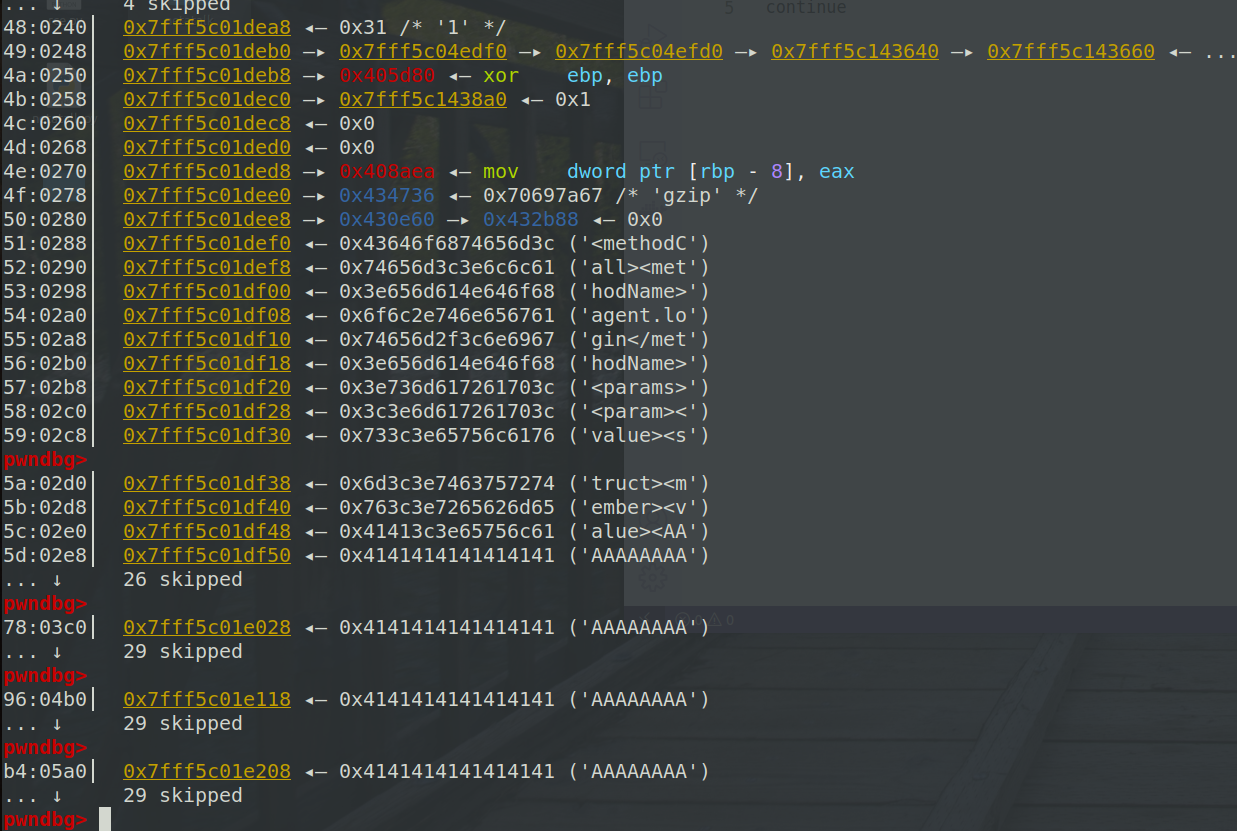 ... ↓     4 skipped
5   continue
48:0240│  0x7fff5c01dea8 ◂— 0x31 /* '1' */
49:0248│  0x7fff5c01deb0 —▸ 0x7fff5c04edf0 —▸ 0x7fff5c04efd0 —▸ 0x7fff5c143640 —▸ 0x7fff5c143660 ◂— ...
4a:0250│  0x7fff5c01deb8 —▸ 0x405d80 ◂— xor    ebp, ebp
4b:0258│  0x7fff5c01dec0 —▸ 0x7fff5c1438a0 ◂— 0x1
4c:0260│  0x7fff5c01dec8 ◂— 0x0
4d:0268│  0x7fff5c01ded0 ◂— 0x0
4e:0270│  0x7fff5c01ded8 —▸ 0x408aea ◂— mov    dword ptr [rbp - 8], eax
4f:0278│  0x7fff5c01dee0 —▸ 0x434736 ◂— 0x70697a67 /* 'gzip' */
50:0280│  0x7fff5c01dee8 —▸ 0x430e60 —▸ 0x432b88 ◂— 0x0
51:0288│  0x7fff5c01def0 ◂— 0x43646f6874656d3c ('<methodC')
52:0290│  0x7fff5c01def8 ◂— 0x74656d3c3e6c6c61 ('all><met')
53:0298│  0x7fff5c01df00 ◂— 0x3e656d614e646f68 ('hodName>')
54:02a0│  0x7fff5c01df08 ◂— 0x6f6c2e746e656761 ('agent.lo')
55:02a8│  0x7fff5c01df10 ◂— 0x74656d2f3c6e6967 ('gin</met')
56:02b0│  0x7fff5c01df18 ◂— 0x3e656d614e646f68 ('hodName>')
57:02b8│  0x7fff5c01df20 ◂— 0x3e736d617261703c ('<params>')
58:02c0│  0x7fff5c01df28 ◂— 0x3c3e6d617261703c ('<param><')
59:02c8│  0x7fff5c01df30 ◂— 0x733c3e65756c6176 ('value><s')
pwndbg>
5a:02d0│  0x7fff5c01df38 ◂— 0x6d3c3e7463757274 ('truct><m')
5b:02d8│  0x7fff5c01df40 ◂— 0x763c3e7265626d65 ('ember><v')
5c:02e0│  0x7fff5c01df48 ◂— 0x41413c3e65756c61 ('alue><AA')
5d:02e8│  0x7fff5c01df50 ◂— 0x4141414141414141 ('AAAAAAAA')
... ↓     26 skipped
pwndbg>
78:03c0│  0x7fff5c01e028 ◂— 0x4141414141414141 ('AAAAAAAA')
... ↓     29 skipped
pwndbg>
96:04b0│  0x7fff5c01e118 ◂— 0x4141414141414141 ('AAAAAAAA')
... ↓     29 skipped
pwndbg>
b4:05a0│  0x7fff5c01e208 ◂— 0x4141414141414141 ('AAAAAAAA')
... ↓     29 skipped
pwndbg>